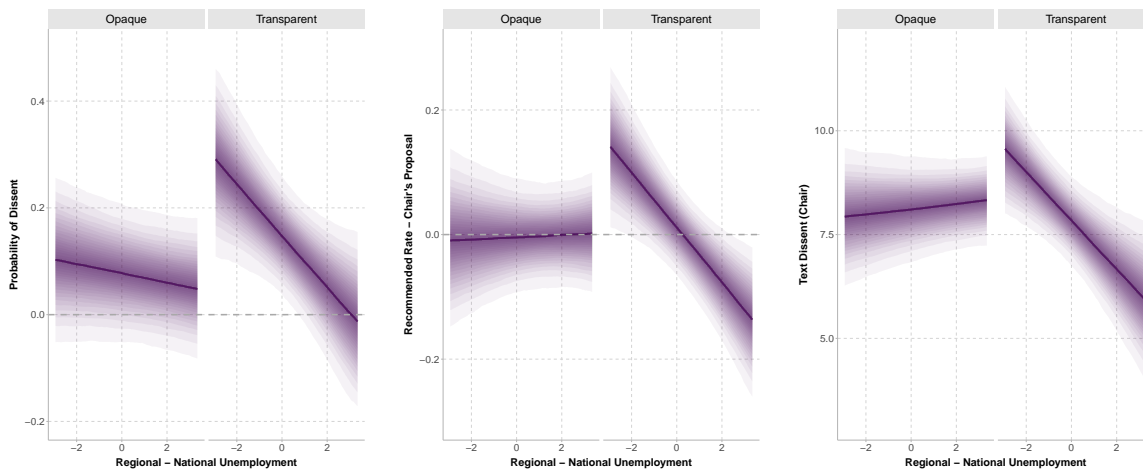 Opaque
Transparent
Probability of Dissent
0.4
0.2
0.0
−0.2
−2
0
2
−2
0
2
Regional − National Unemployment
Opaque
Transparent
Recommended Rate − Chair's Proposal
0.2
0.0
−0.2
−2
0
2
−2
0
2
Regional − National Unemployment
Opaque
Transparent
Text Dissent (Chair)
10.0
7.5
5.0
−2
0
2
−2
0
2
Regional − National Unemployment